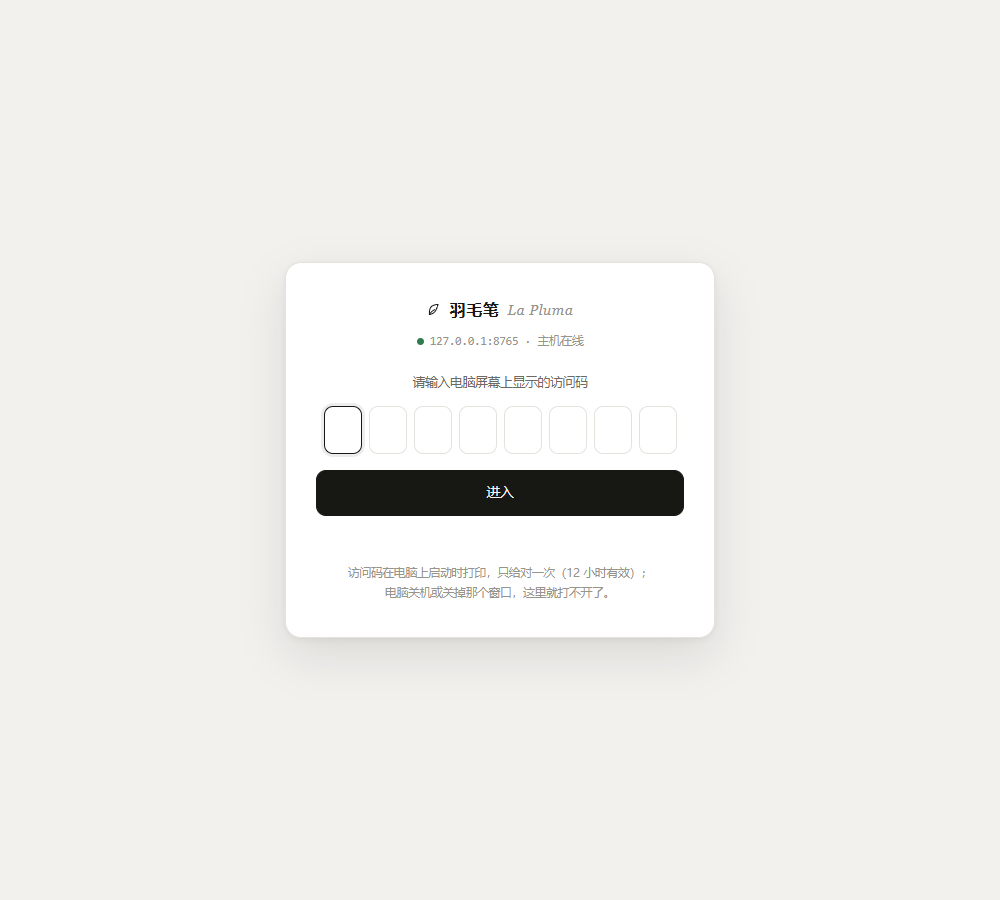 羽毛笔 La Pluma
127.0.0.1:8765 · 主机在线
请输入电脑屏幕上显示的访问码
进入
访问码在电脑上启动时打印，只给对一次（12 小时有效）；
电脑关机或关掉那个窗口，这里就打不开了。